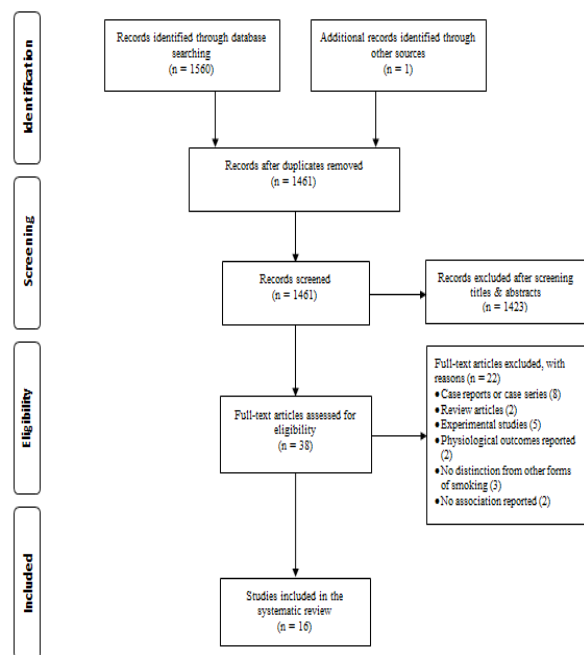 Identification
Records identified through database
searching
(n = 1560)
Additional records identified through
other sources
(n = 1)
Records after duplicates removed
(n = 1461)
Screening
Records screened
(n = 1461)
Records excluded after screening
titles & abstracts
(n = 1423)
Eligibility
Full-text articles assessed for
eligibility
(n = 38)
Full-text articles excluded, with
reasons (n = 22)
•Case reports or case series (8)
•Review articles (2)
•Experimental studies (5)
•Physiological outcomes reported
(2)
•No distinction from other forms
of smoking (3)
•No association reported (2)
Included
Studies included in the
systematic review
(n = 16)